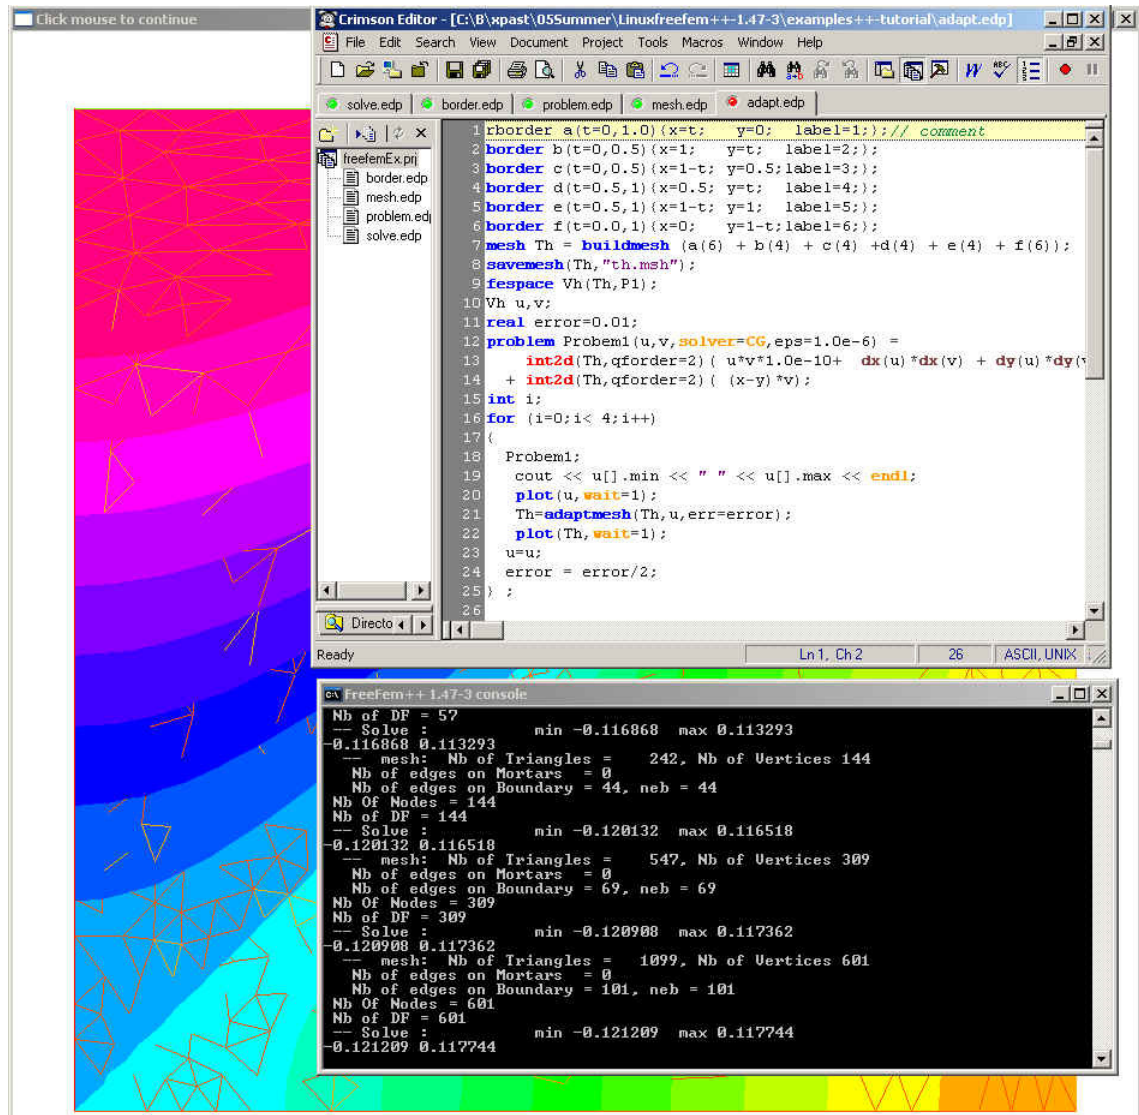 Click mouse to continue
Crimson Editor - [C:\8\xpast\05Summer\Linuxfreefem++-1.47-3\examples++-tutorial\adapt.edp]
File Edit Search View Document Project Tools Macros Window Help
solve.edp border.edp problem.edp mesh.edp adapt.edp
freefemEx.prj
border.edp
mesh.edp
problem.edp
solve.edp
Directo
1 rborder a(t=0,1.0){x=t; y=0; label=1;};// comment
2 border b(t=0,0.5){x=1; y=t; label=2;};
3 border c(t=0,0.5){x=1-t; y=0.5;label=3;};
4 border d(t=0.5,1){x=0.5; y=t; label=4;};
5 border e(t=0.5,1){x=1-t; y=1; label=5;};
6 border f(t=0.0,1){x=0; y=1-t;label=6;};
7 mesh Th = buildmesh (a(6) + b(4) + c(4) +d(4) + e(4) + f(6));
8 savemesh(Th,"th.msh");
9 fespace Vh(Th,P1);
10 Vh u,v;
11 real error=0.01;
12 problem Probem1(u,v,solver=CG,eps=1.0e-6) =
13 int2d(Th,qforder=2)( u*v*1.0e-10+ dx(u)*dx(v) + dy(u)*dy(v
14 + int2d(Th,qforder=2)( (x-y)*v);
15 int i;
16 for (i=0;i< 4;i++)
17 {
18 Probem1;
19 cout << u[].min << " " << u[].max << endl;
20 plot(u,wait=1);
21 Th=adaptmesh(Th,u,err=error);
22 plot(Th,wait=1);
23 u=u;
24 error = error/2;
25 } ;
26
Ready Ln 1, Ch 2 26 ASCII, UNIX
FreeFem++ 1.47-3 console
Nb of DF = 57
-- Solve : min -0.116868 max 0.113293
-0.116868 0.113293
-- mesh: Nb of Triangles = 242, Nb of Vertices 144
Nb of edges on Mortars = 0
Nb of edges on Boundary = 44, neb = 44
Nb Of Nodes = 144
Nb of DF = 144
-- Solve : min -0.120132 max 0.116518
-0.120132 0.116518
-- mesh: Nb of Triangles = 547, Nb of Vertices 309
Nb of edges on Mortars = 0
Nb of edges on Boundary = 69, neb = 69
Nb Of Nodes = 309
Nb of DF = 309
-- Solve : min -0.120908 max 0.117362
-0.120908 0.117362
-- mesh: Nb of Triangles = 1099, Nb of Vertices 601
Nb of edges on Mortars = 0
Nb of edges on Boundary = 101, neb = 101
Nb Of Nodes = 601
Nb of DF = 601
-- Solve : min -0.121209 max 0.117744
-0.121209 0.117744